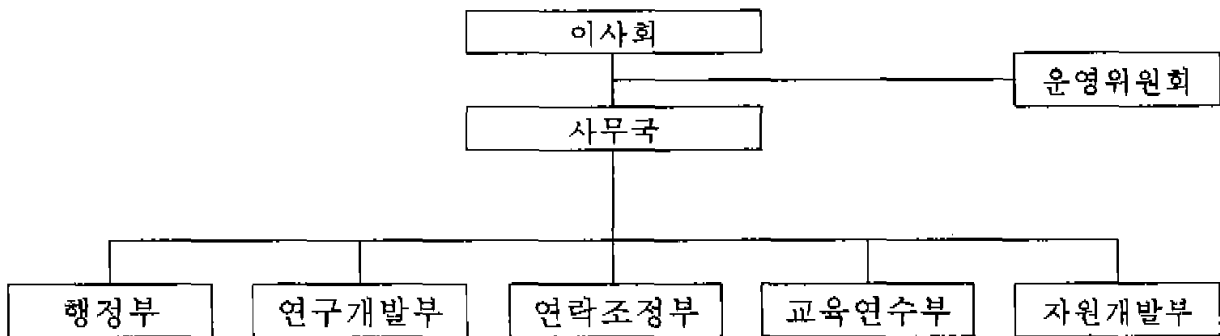 이사회
운영위원회
사무국
행정부
연구개발부
연락조정부
교육연수부
자원개발부